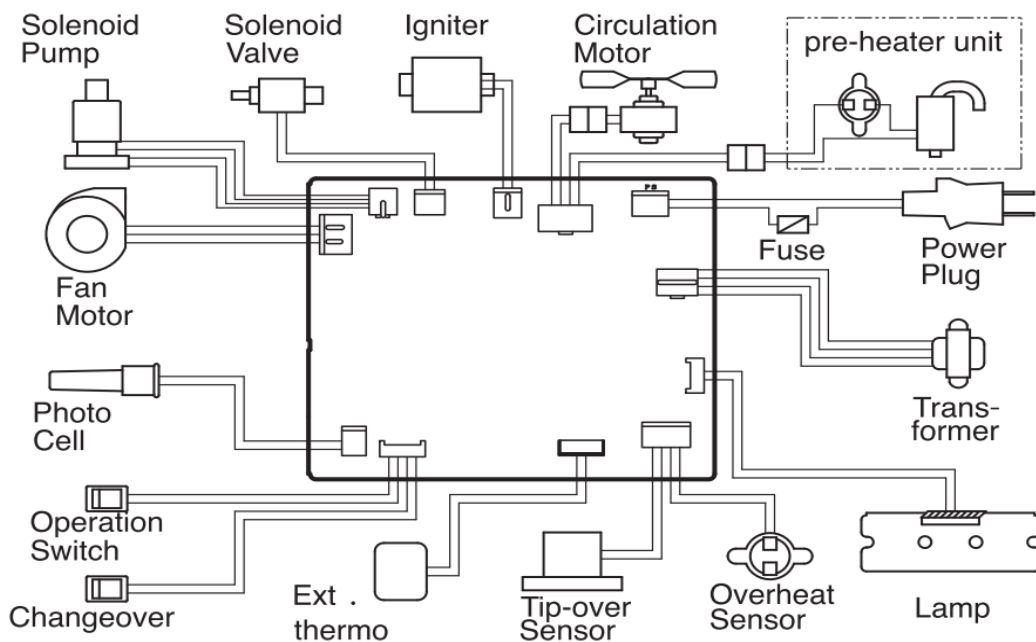 Solenoid
Pump
Solenoid
Valve
Igniter
Circulation
Motor
pre-heater unit
PS
Fuse
Power
Plug
Fan
Motor
Photo
Cell
Trans-
former
Operation
Switch
Changeover
Ext .
thermo
Tip-over
Sensor
Overheat
Sensor
Lamp